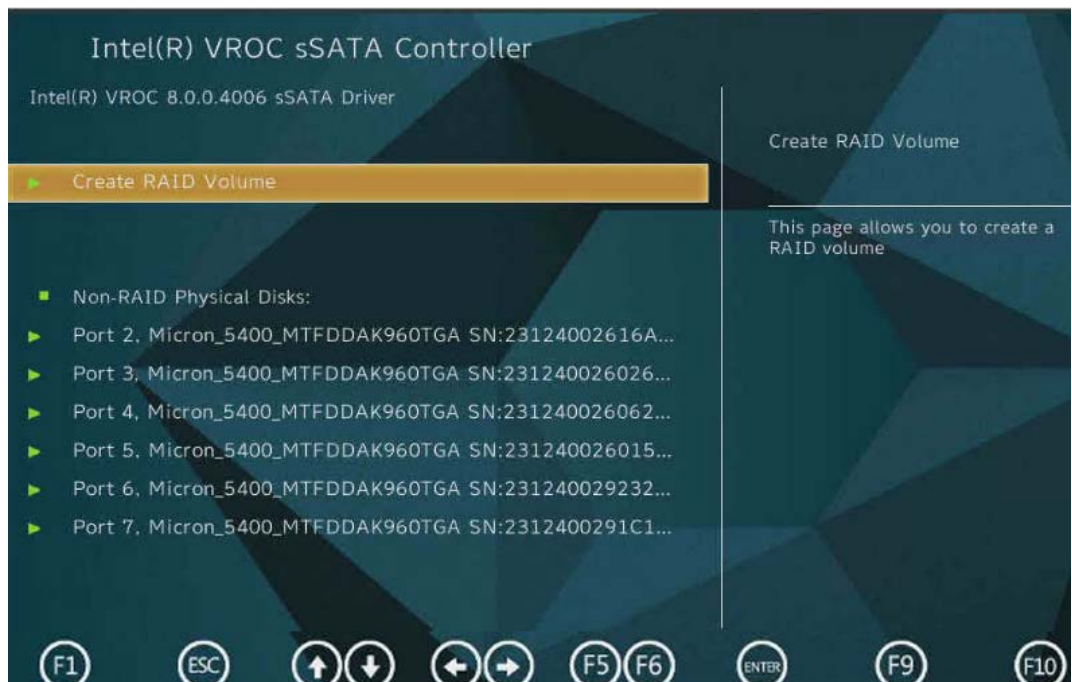 Intel(R) VROC sSATA Controller
Intel(R) VROC 8.0.0.4006 sSATA Driver
Create RAID Volume
Non-RAID Physical Disks:
Port 2, Micron_5400_MTFDDAK960TGA SN:23124002616A...
Port 3, Micron_5400_MTFDDAK960TGA SN:231240026026...
Port 4, Micron_5400_MTFDDAK960TGA SN:231240026062...
Port 5, Micron_5400_MTFDDAK960TGA SN:231240026015...
Port 6, Micron_5400_MTFDDAK960TGA SN:231240029232...
Port 7, Micron_5400_MTFDDAK960TGA SN:2312400291C1...
Create RAID Volume
This page allows you to create a
RAID volume
F1 ESC F5 F6 ENTER F9 F10